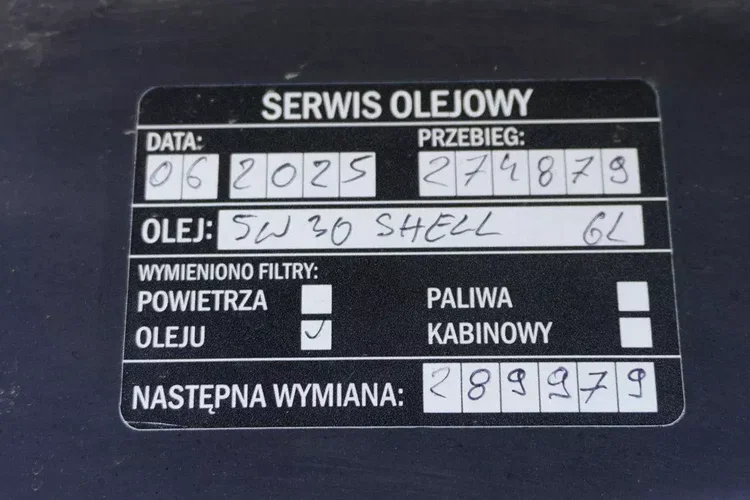 SERWIS OLEJOWY
DATA: PRZEBIEG:
06 2025 274879
OLEJ: 5W30 SHELL 6L
WYMIENIONO FILTRY:
POWIETRZA PALIWA
OLEJU ✓ KABINOWY
NASTĘPNA WYMIANA: 289979